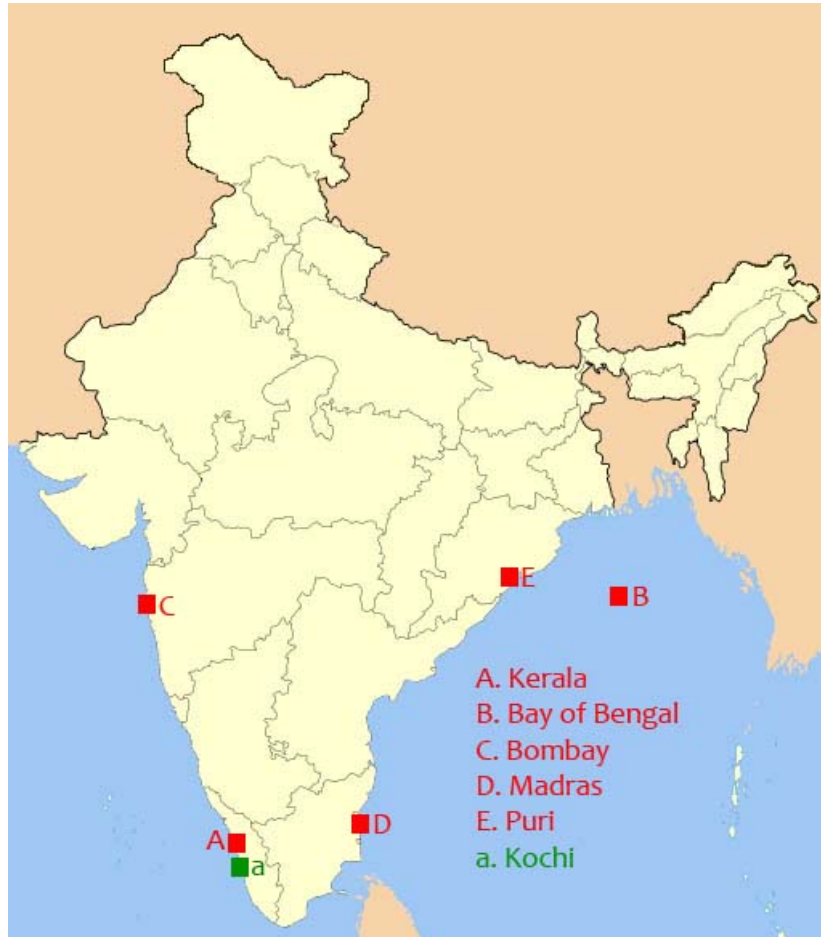 C
E
B
A. Kerala
B. Bay of Bengal
C. Bombay
D. Madras
E. Puri
a. Kochi
A
D
a